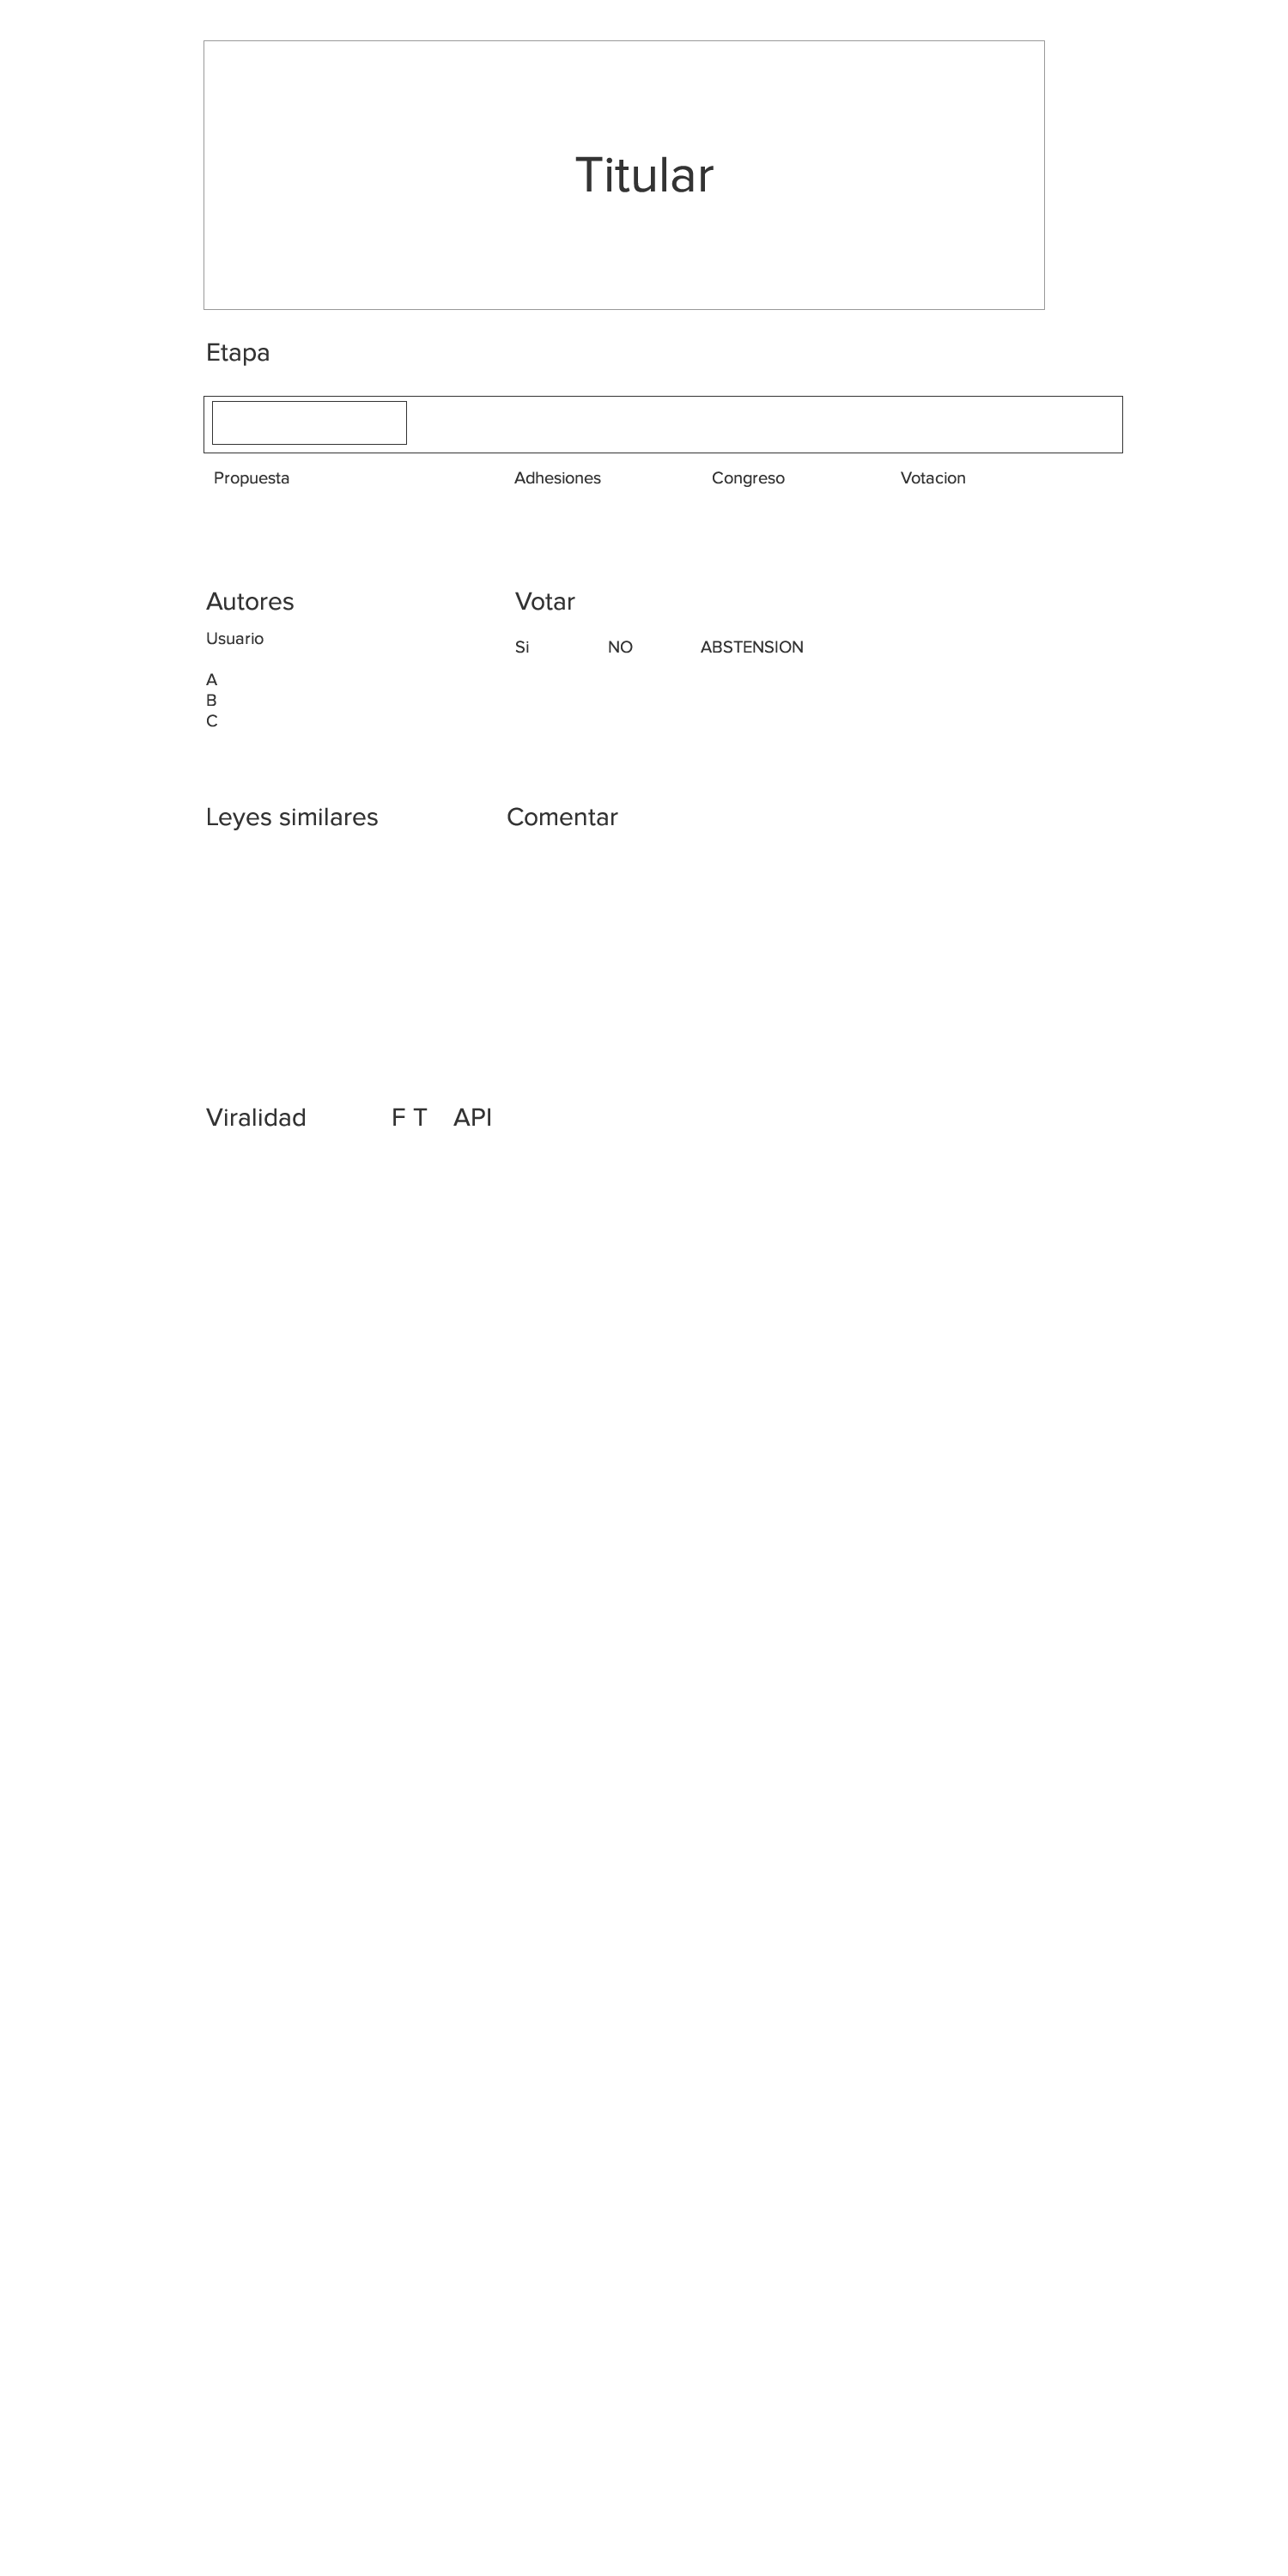 Titular
Etapa
Propuesta Adhesiones Congreso Votacion
Autores
Usuario
A
B
C
Votar
Si NO ABSTENSION
Leyes similares
Comentar
Viralidad F T API